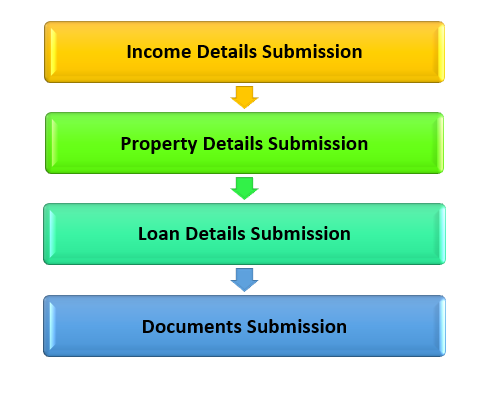 Income Details Submission
Property Details Submission
Loan Details Submission
Documents Submission